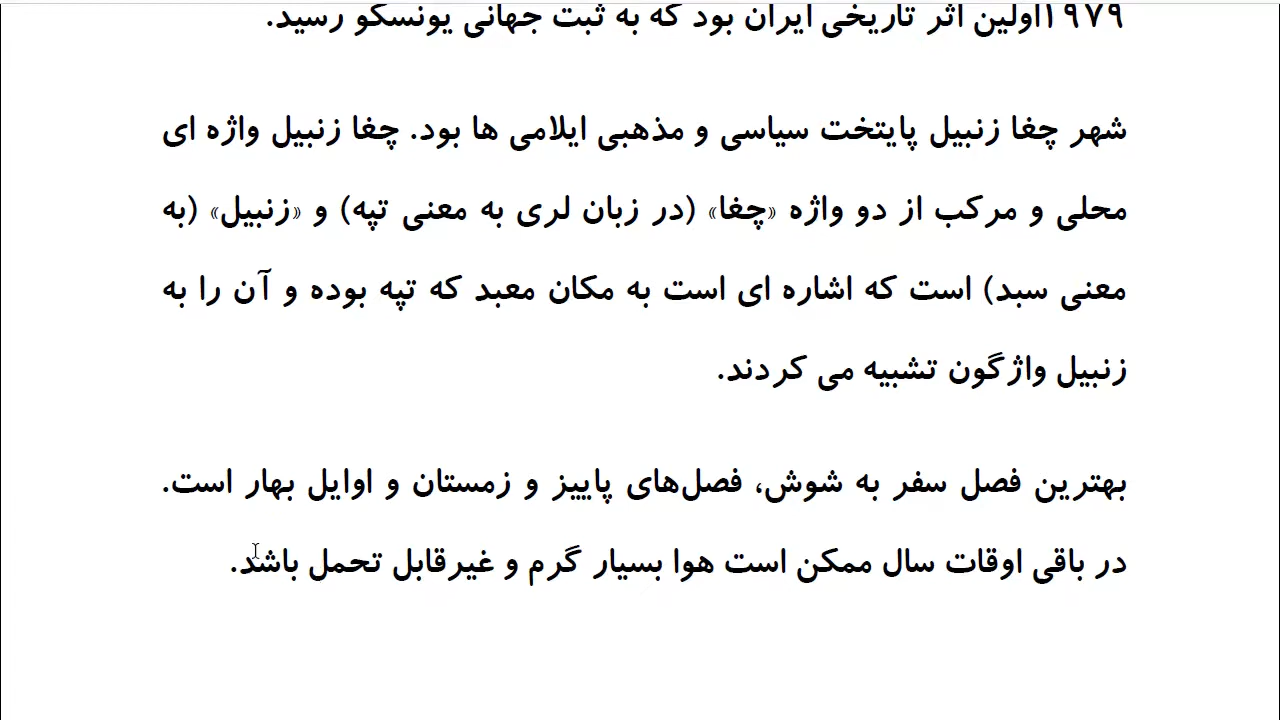 ۱۹۷۹اولین اثر تاریخی ایران بود که به ثبت جهانی یونسکو رسید.
شهر چغا زنبیل پایتخت سیاسی و مذهبی ایلامی ها بود. چغا زنبیل واژه ای
محلی و مرکب از دو واژه «چغا» (در زبان لری به معنی تپه) و «زنبیل» (به
معنی سبد) است که اشاره ای است به مکان معبد که تپه بوده و آن را به
زنبیل واژگون تشبیه می کردند.
بهترین فصل سفر به شوش، فصل‌های پاییز و زمستان و اوایل بهار است.
در باقی اوقات سال ممکن است هوا بسیار گرم و غیرقابل تحمل باشد.